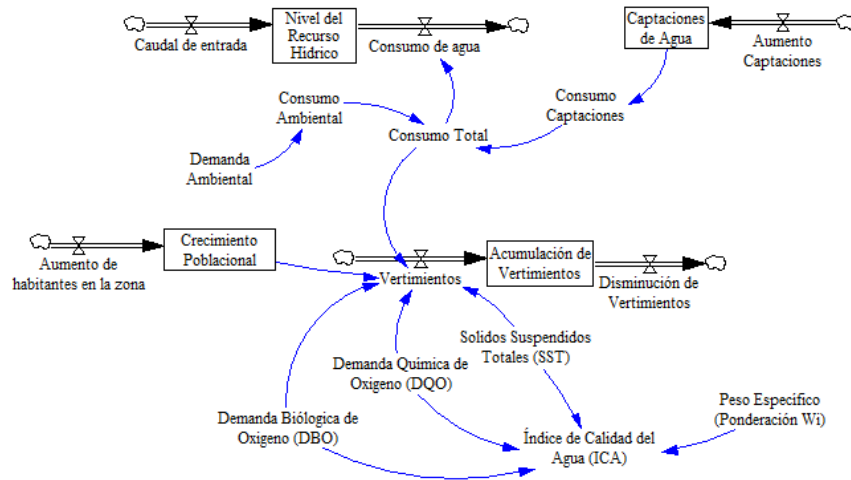 Caudal de entrada
Nivel del
Recurso
Hídrico
Consumo de agua
Captaciones
de Agua
Aumento
Captaciones
Consumo
Ambiental
Consumo
Captaciones
Consumo Total
Demanda
Ambiental
Aumento de
habitantes en la zona
Crecimiento
Poblacional
Vertimientos
Acumulación de
Vertimientos
Disminución de
Vertimientos
Solidos Suspendidos
Totales (SST)
Demanda Química de
Oxigeno (DQO)
Demanda Biólogica de
Oxigeno (DBO)
Peso Especifico
(Ponderación Wi)
Índice de Calidad del
Agua (ICA)